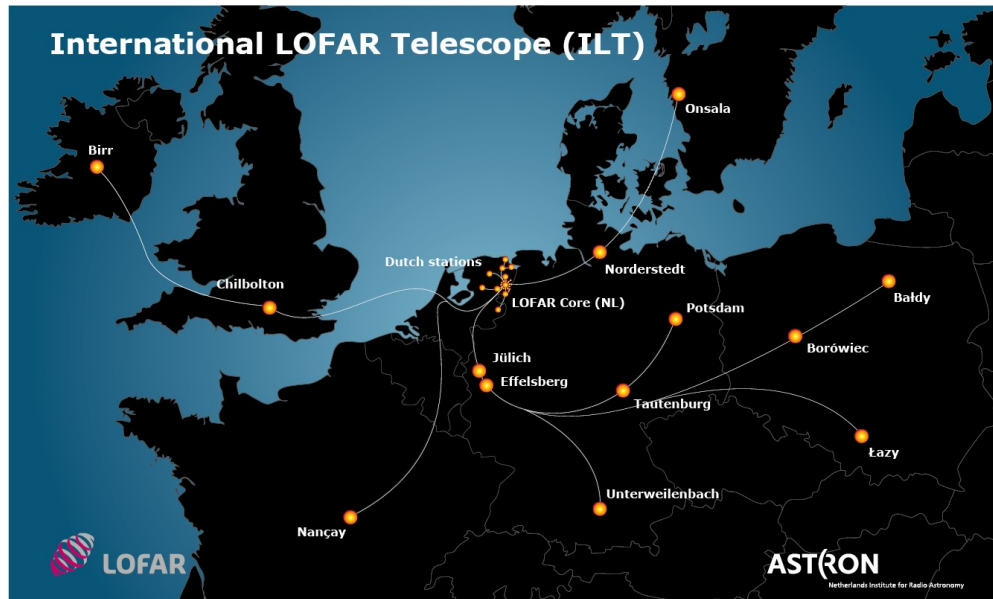 International LOFAR Telescope (ILT)
Onsala
Birr
Dutch stations
Norderstedt
Chilbolton
LOFAR Core (NL)
Bałdy
Potsdam
Borówiec
Jülich
Effelsberg
Tautenburg
Łazy
Unterweilenbach
Nançay
LOFAR
ASTRON
Netherlands Institute for Radio Astronomy